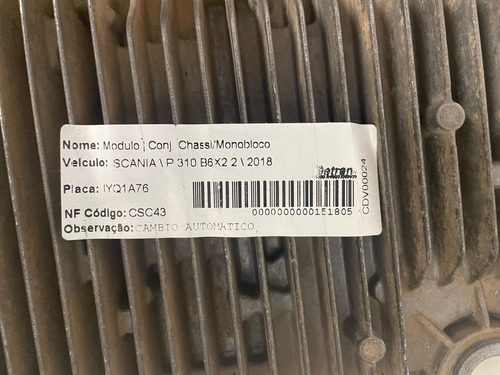 Nome: Modulo | Conj. Chassi/Monobloco
Veículo: SCANIA \ P 310 B6X2 2 \ 2018
Detran
Placa: IYQ1A76
NF Código: CSC43
0000000000151805
Observação: CAMBIO AUTOMATICO,
CDV00024